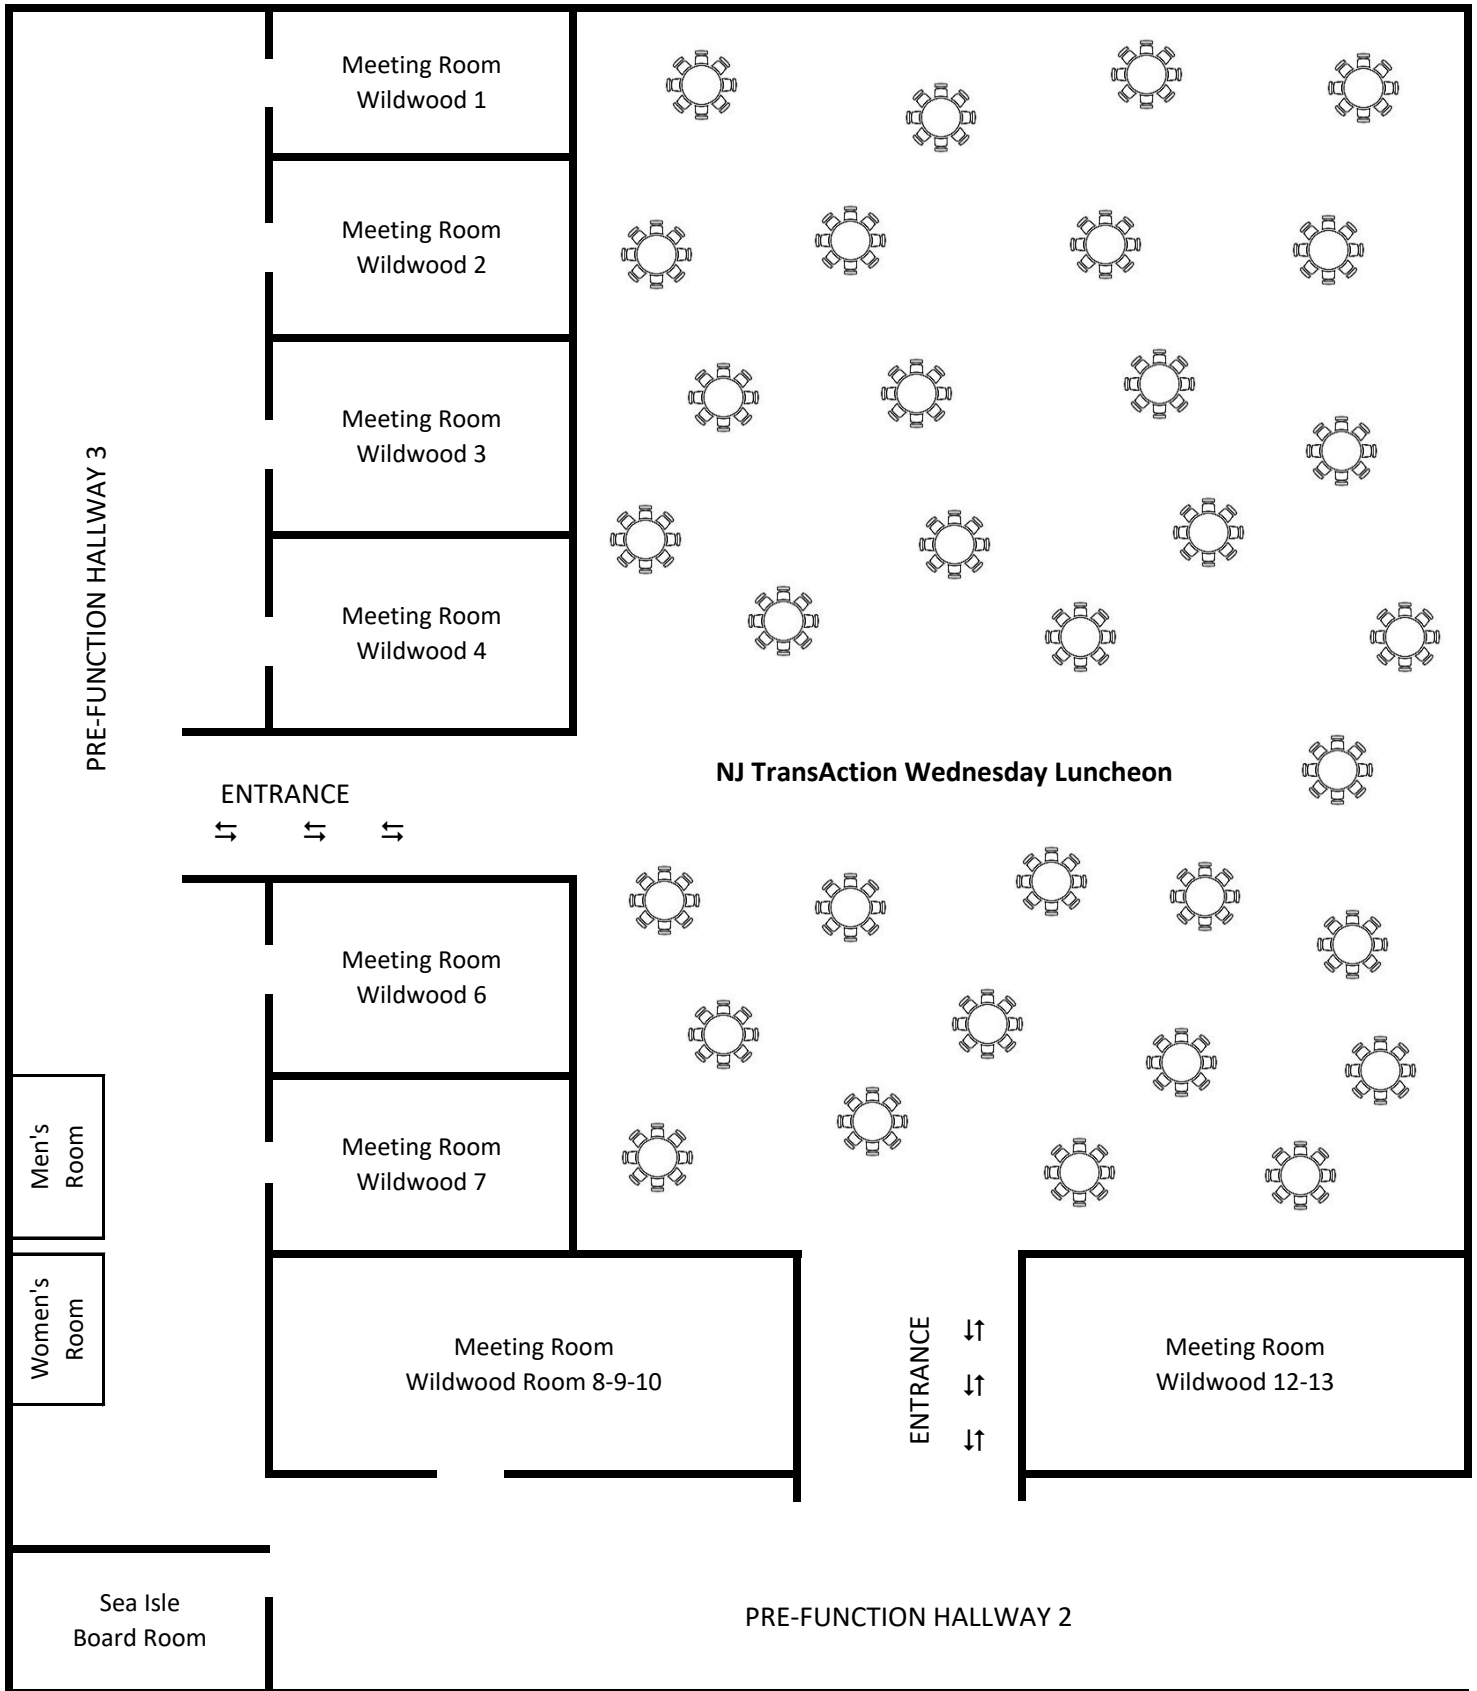 Meeting Room
Wildwood 1
Meeting Room
Wildwood 2
Meeting Room
Wildwood 3
PRE-FUNCTION HALLWAY 3
Meeting Room
Wildwood 4
NJ TransAction Wednesday Luncheon
ENTRANCE
Meeting Room
Wildwood 6
Men's
Room
Meeting Room
Wildwood 7
Women's
Room
Meeting Room
Wildwood Room 8-9-10
ENTRANCE
Meeting Room
Wildwood 12-13
Sea Isle
Board Room
PRE-FUNCTION HALLWAY 2